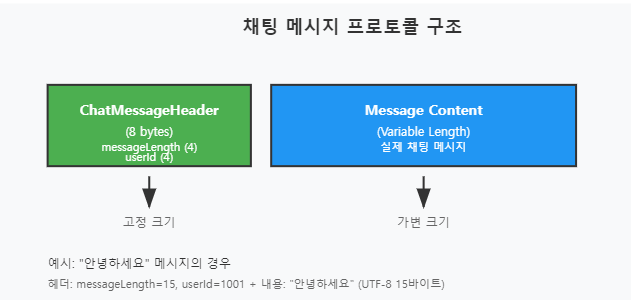 채팅 메시지 프로토콜 구조
ChatMessageHeader
(8 bytes)
messageLength (4)
userId (4)
Message Content
(Variable Length)
실제 채팅 메시지
고정 크기
가변 크기
예시: "안녕하세요" 메시지의 경우
헤더: messageLength=15, userId=1001 + 내용: "안녕하세요" (UTF-8 15바이트)